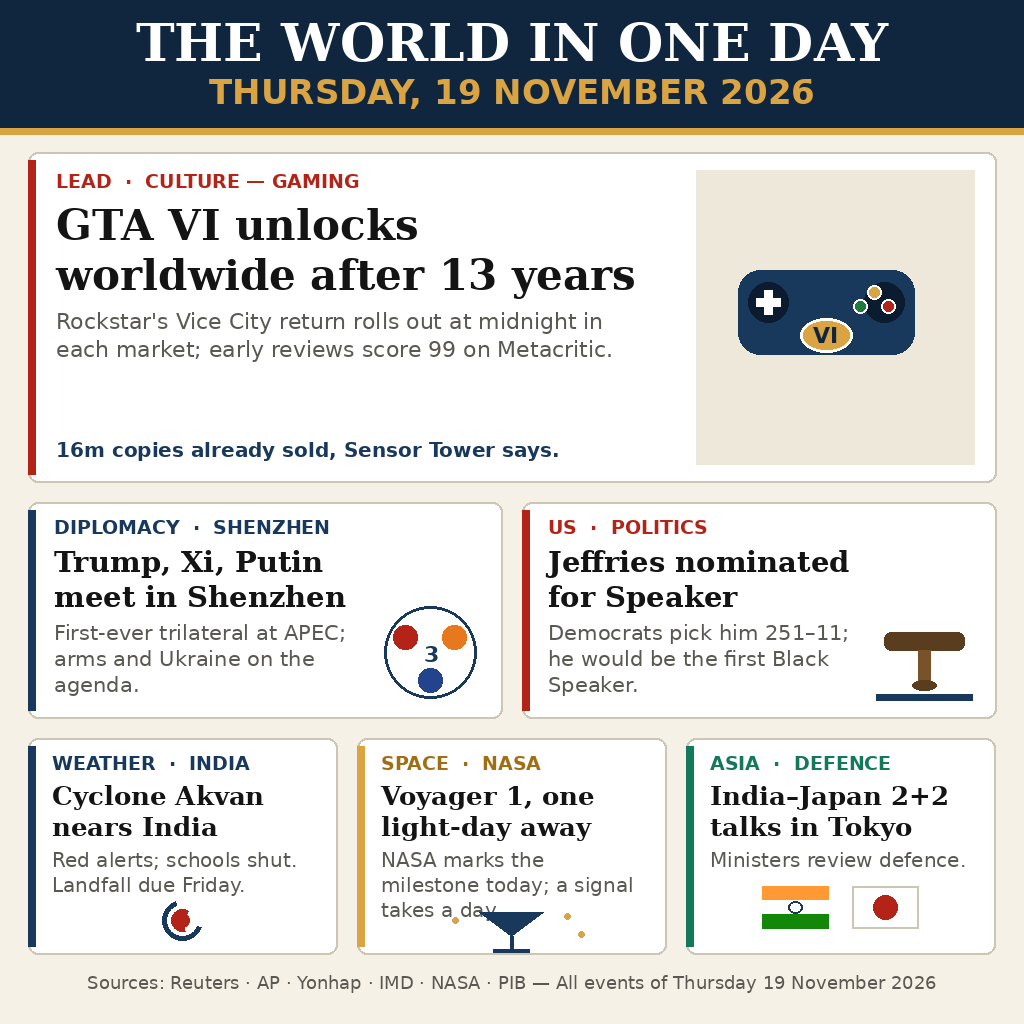 THE WORLD IN ONE DAY
THURSDAY, 19 NOVEMBER 2026
LEAD · CULTURE — GAMING
GTA VI unlocks
worldwide after 13 years
Rockstar's Vice City return rolls out at midnight in
each market; early reviews score 99 on Metacritic.
16m copies already sold, Sensor Tower says.
VI
DIPLOMACY · SHENZHEN
Trump, Xi, Putin
meet in Shenzhen
First-ever trilateral at APEC;
arms and Ukraine on the
agenda.
3
US · POLITICS
Jeffries nominated
for Speaker
Democrats pick him 251–11;
he would be the first Black
Speaker.
WEATHER · INDIA
Cyclone Akvan
nears India
Red alerts; schools shut.
Landfall due Friday.
SPACE · NASA
Voyager 1, one
light-day away
NASA marks the
milestone today; a signal
takes a day.
ASIA · DEFENCE
India–Japan 2+2
talks in Tokyo
Ministers review defence.
Sources: Reuters · AP · Yonhap · IMD · NASA · PIB — All events of Thursday 19 November 2026